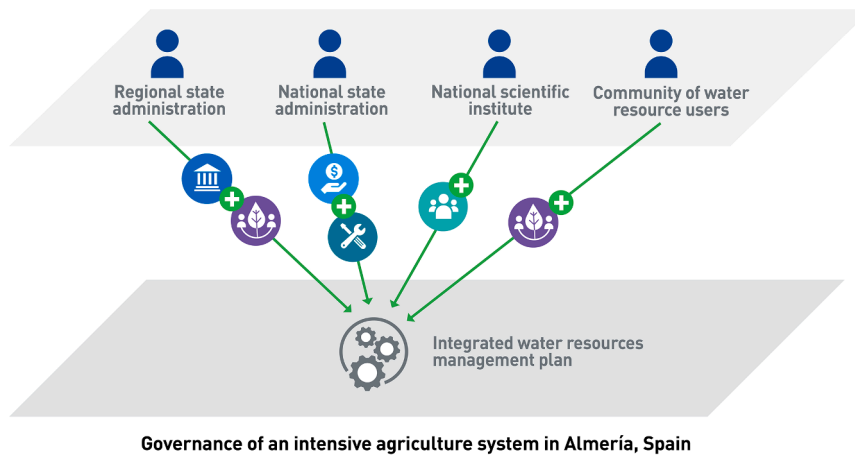 Regional state
administration
National state
administration
National scientific
institute
Community of water
resource users
$
Integrated water resources
management plan
Governance of an intensive agriculture system in Almería, Spain